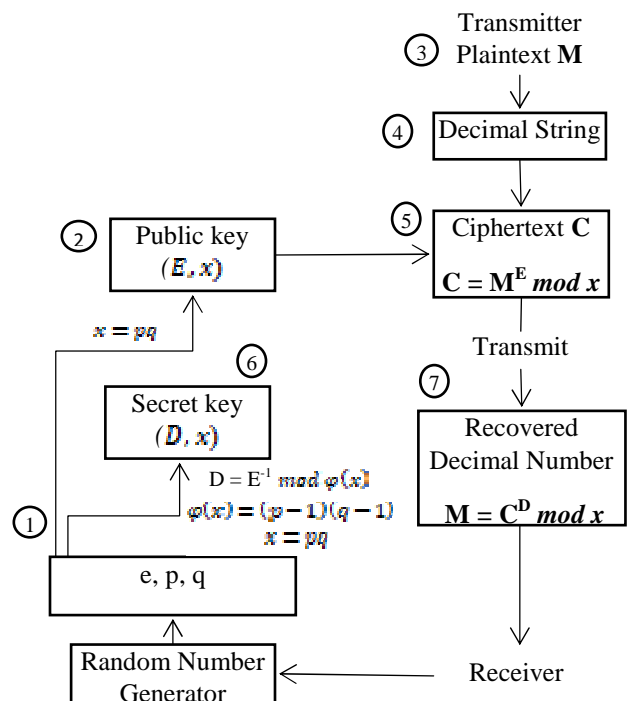 Transmitter
③ Plaintext M
④ Decimal String
⑤ Ciphertext C
C = M^E mod x
② Public key
(E, x)
x = pq
Transmit
⑥
Secret key
(D, x)
⑦
Recovered
Decimal Number
M = C^D mod x
D = E^-1 mod φ(x)
φ(x) = (p − 1)(q − 1)
x = pq
①
e, p, q
Random Number
Generator
Receiver